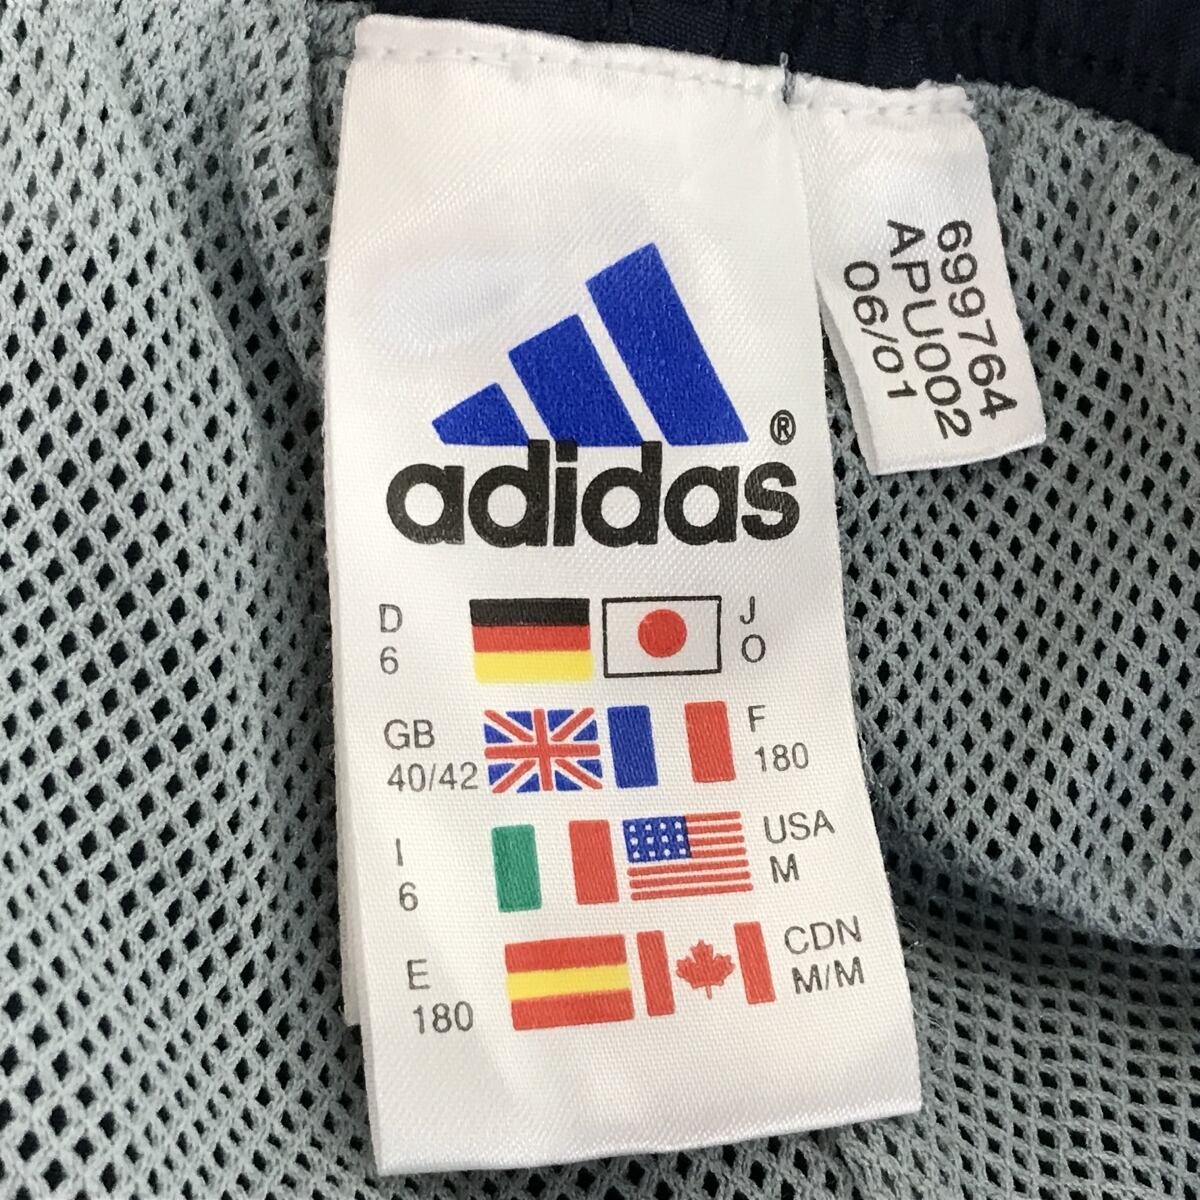 adidas®
D
6
J
O
GB
40/42
F
180
I
6
USA
M
E
180
CDN
M/M
699764
APU002
06/01